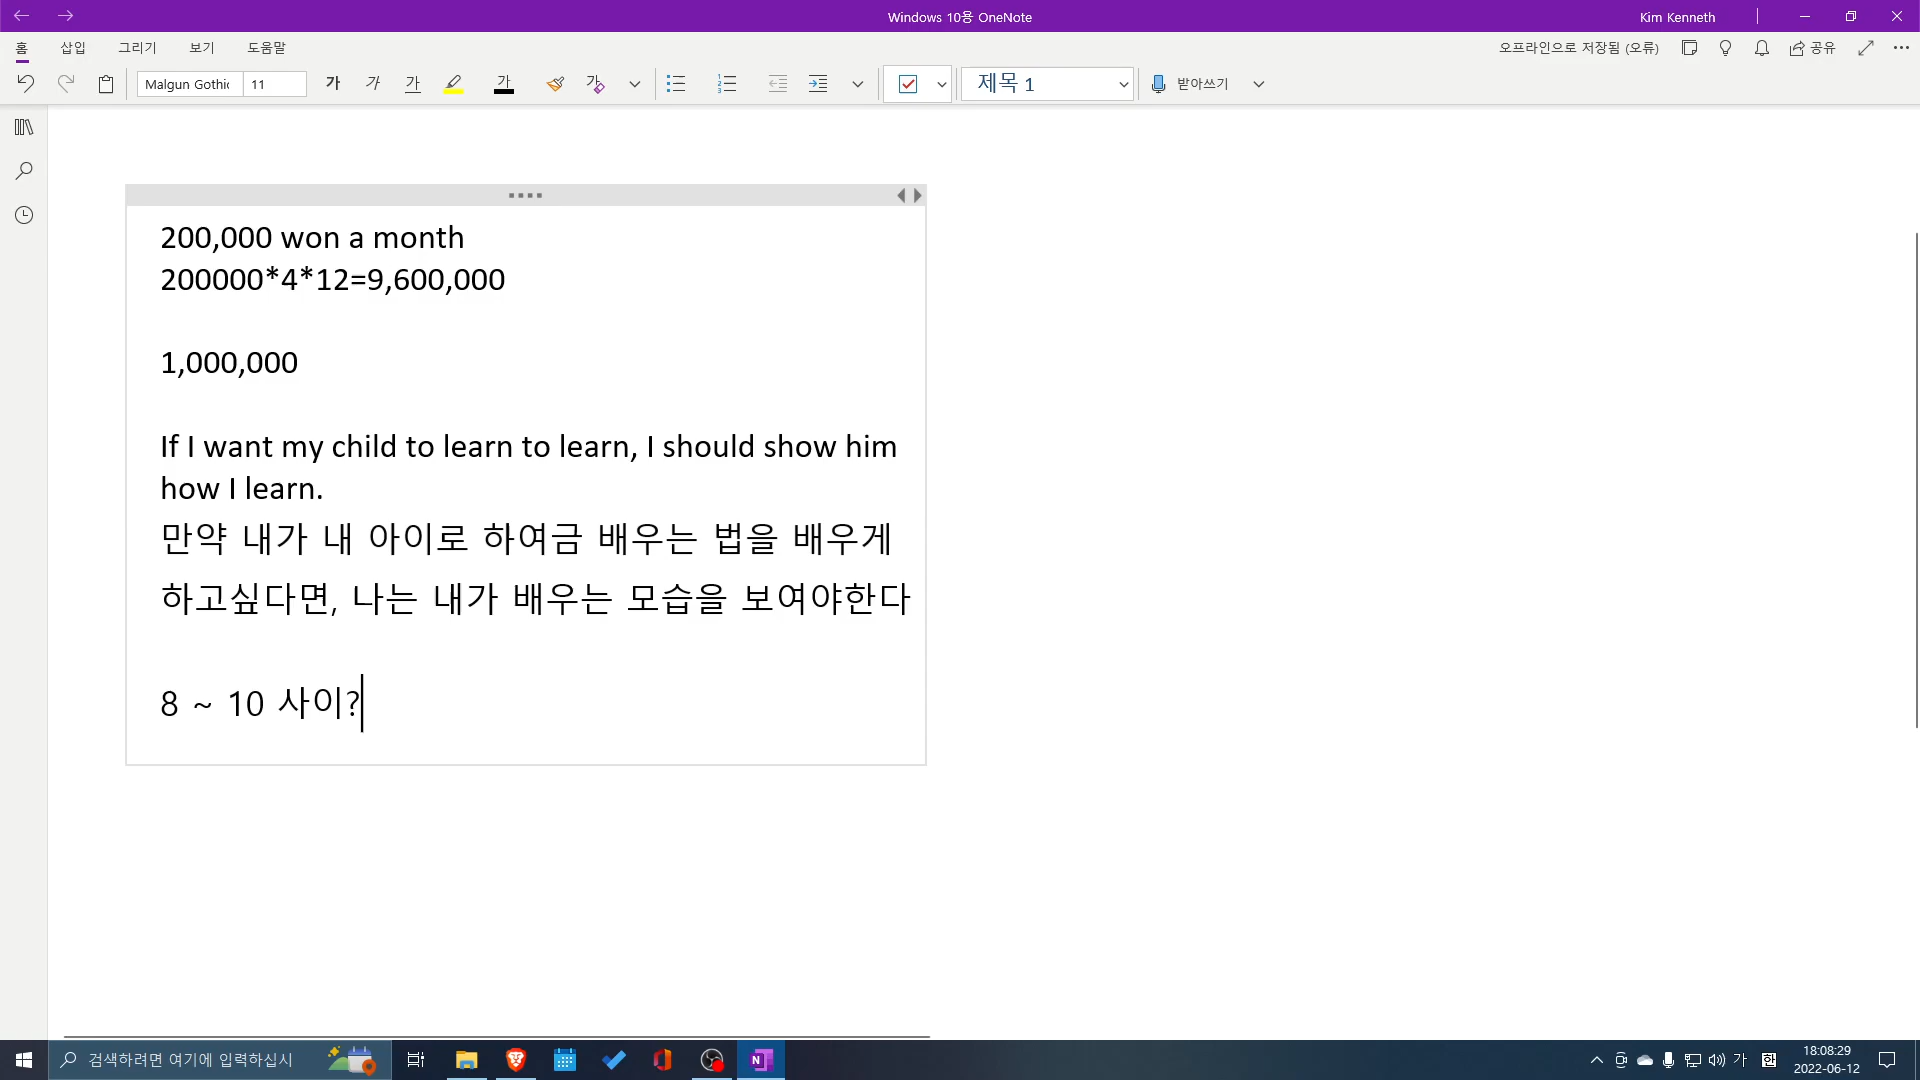 Windows 10용 OneNote
Kim Kenneth
홈 삽입 그리기 보기 도움말
오프라인으로 저장됨 (오류)
공유
Malgun Gothic 11
가 가 가 가 가
제목 1
받아쓰기
200,000 won a month
200000*4*12=9,600,000
1,000,000
If I want my child to learn to learn, I should show him
how I learn.
만약 내가 내 아이로 하여금 배우는 법을 배우게
하고싶다면, 나는 내가 배우는 모습을 보여야한다
8 ~ 10 사이?
검색하려면 여기에 입력하십시
가
한
18:08:29
2022-06-12